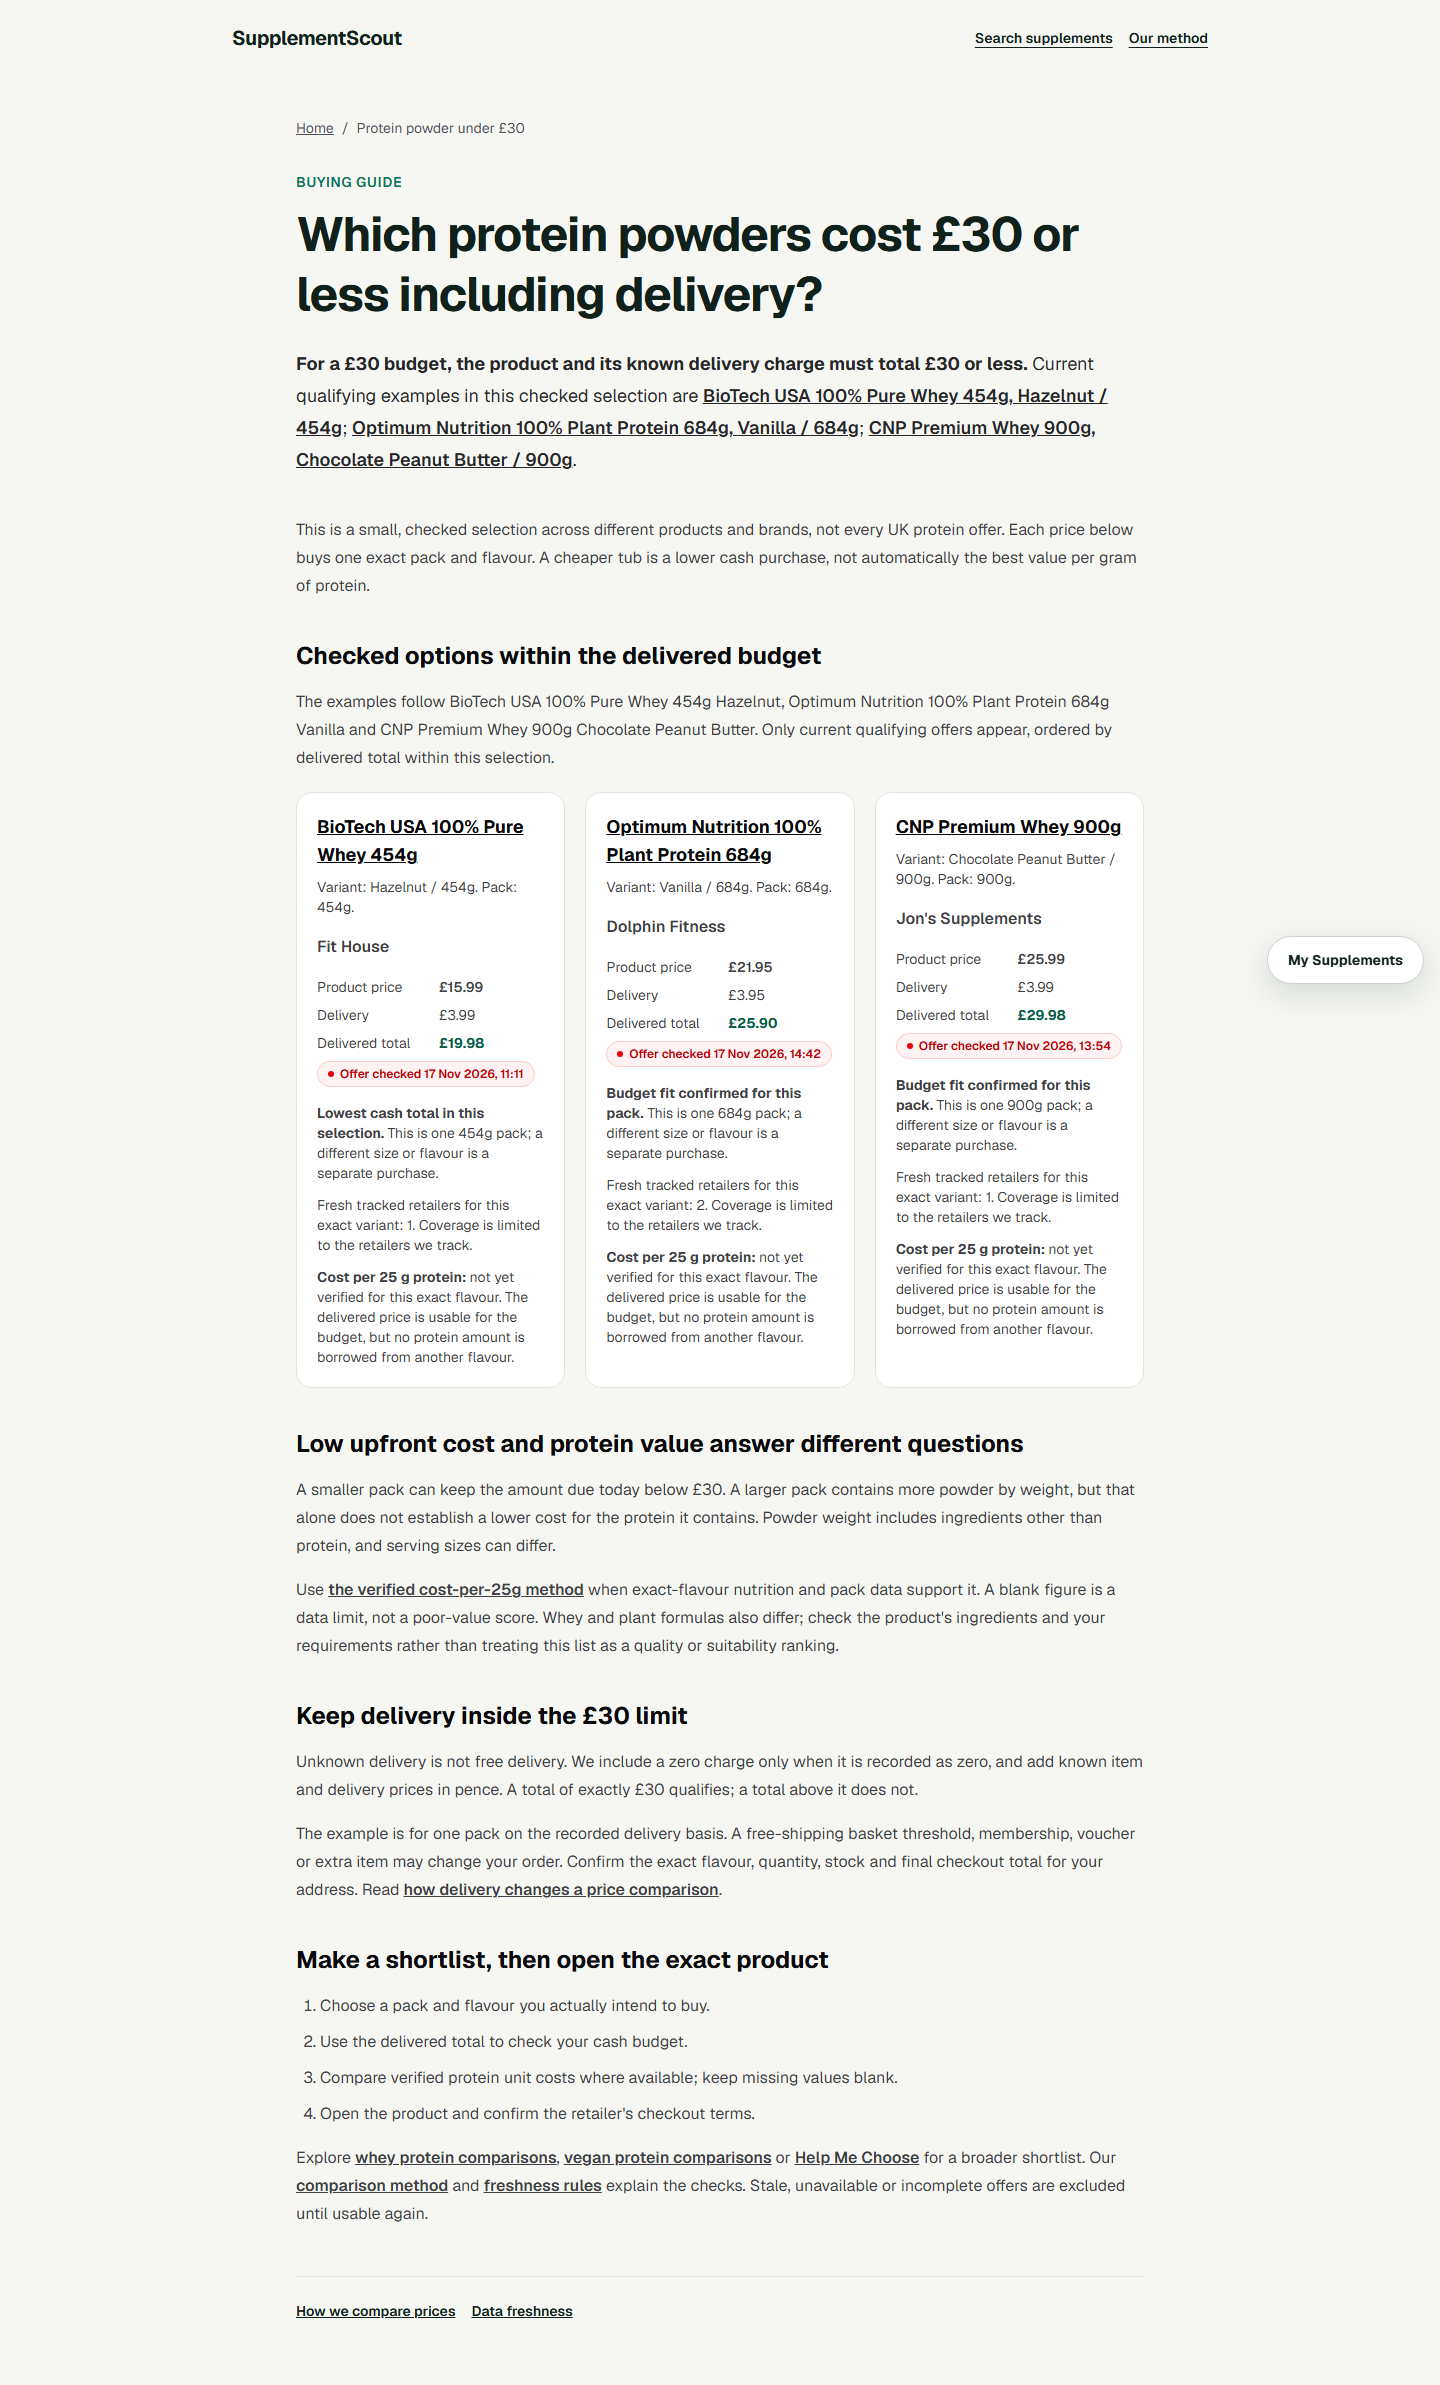 SupplementScout
Search supplements Our method
Home / Protein powder under £30
BUYING GUIDE
Which protein powders cost £30 or
less including delivery?
For a £30 budget, the product and its known delivery charge must total £30 or less. Current
qualifying examples in this checked selection are BioTech USA 100% Pure Whey 454g, Hazelnut /
454g; Optimum Nutrition 100% Plant Protein 684g, Vanilla / 684g; CNP Premium Whey 900g,
Chocolate Peanut Butter / 900g.
This is a small, checked selection across different products and brands, not every UK protein offer. Each price below
buys one exact pack and flavour. A cheaper tub is a lower cash purchase, not automatically the best value per gram
of protein.
Checked options within the delivered budget
The examples follow BioTech USA 100% Pure Whey 454g Hazelnut, Optimum Nutrition 100% Plant Protein 684g
Vanilla and CNP Premium Whey 900g Chocolate Peanut Butter. Only current qualifying offers appear, ordered by
delivered total within this selection.
BioTech USA 100% Pure
Whey 454g
Variant: Hazelnut / 454g. Pack:
454g.
Fit House
Product price £15.99
Delivery £3.99
Delivered total £19.98
Offer checked 17 Nov 2026, 11:11
Lowest cash total in this
selection. This is one 454g pack; a
different size or flavour is a
separate purchase.
Fresh tracked retailers for this
exact variant: 1. Coverage is limited
to the retailers we track.
Cost per 25 g protein: not yet
verified for this exact flavour. The
delivered price is usable for the
budget, but no protein amount is
borrowed from another flavour.
Optimum Nutrition 100%
Plant Protein 684g
Variant: Vanilla / 684g. Pack: 684g.
Dolphin Fitness
Product price £21.95
Delivery £3.95
Delivered total £25.90
Offer checked 17 Nov 2026, 14:42
Budget fit confirmed for this
pack. This is one 684g pack; a
different size or flavour is a
separate purchase.
Fresh tracked retailers for this
exact variant: 2. Coverage is limited
to the retailers we track.
Cost per 25 g protein: not yet
verified for this exact flavour. The
delivered price is usable for the
budget, but no protein amount is
borrowed from another flavour.
CNP Premium Whey 900g
Variant: Chocolate Peanut Butter /
900g. Pack: 900g.
Jon's Supplements
Product price £25.99
Delivery £3.99
Delivered total £29.98
Offer checked 17 Nov 2026, 13:54
Budget fit confirmed for this
pack. This is one 900g pack; a
different size or flavour is a
separate purchase.
Fresh tracked retailers for this
exact variant: 1. Coverage is limited
to the retailers we track.
Cost per 25 g protein: not yet
verified for this exact flavour. The
delivered price is usable for the
budget, but no protein amount is
borrowed from another flavour.
My Supplements
Low upfront cost and protein value answer different questions
A smaller pack can keep the amount due today below £30. A larger pack contains more powder by weight, but that
alone does not establish a lower cost for the protein it contains. Powder weight includes ingredients other than
protein, and serving sizes can differ.
Use the verified cost-per-25g method when exact-flavour nutrition and pack data support it. A blank figure is a
data limit, not a poor-value score. Whey and plant formulas also differ; check the product's ingredients and your
requirements rather than treating this list as a quality or suitability ranking.
Keep delivery inside the £30 limit
Unknown delivery is not free delivery. We include a zero charge only when it is recorded as zero, and add known item
and delivery prices in pence. A total of exactly £30 qualifies; a total above it does not.
The example is for one pack on the recorded delivery basis. A free-shipping basket threshold, membership, voucher
or extra item may change your order. Confirm the exact flavour, quantity, stock and final checkout total for your
address. Read how delivery changes a price comparison.
Make a shortlist, then open the exact product
1. Choose a pack and flavour you actually intend to buy.
2. Use the delivered total to check your cash budget.
3. Compare verified protein unit costs where available; keep missing values blank.
4. Open the product and confirm the retailer's checkout terms.
Explore whey protein comparisons, vegan protein comparisons or Help Me Choose for a broader shortlist. Our
comparison method and freshness rules explain the checks. Stale, unavailable or incomplete offers are excluded
until usable again.
How we compare prices Data freshness